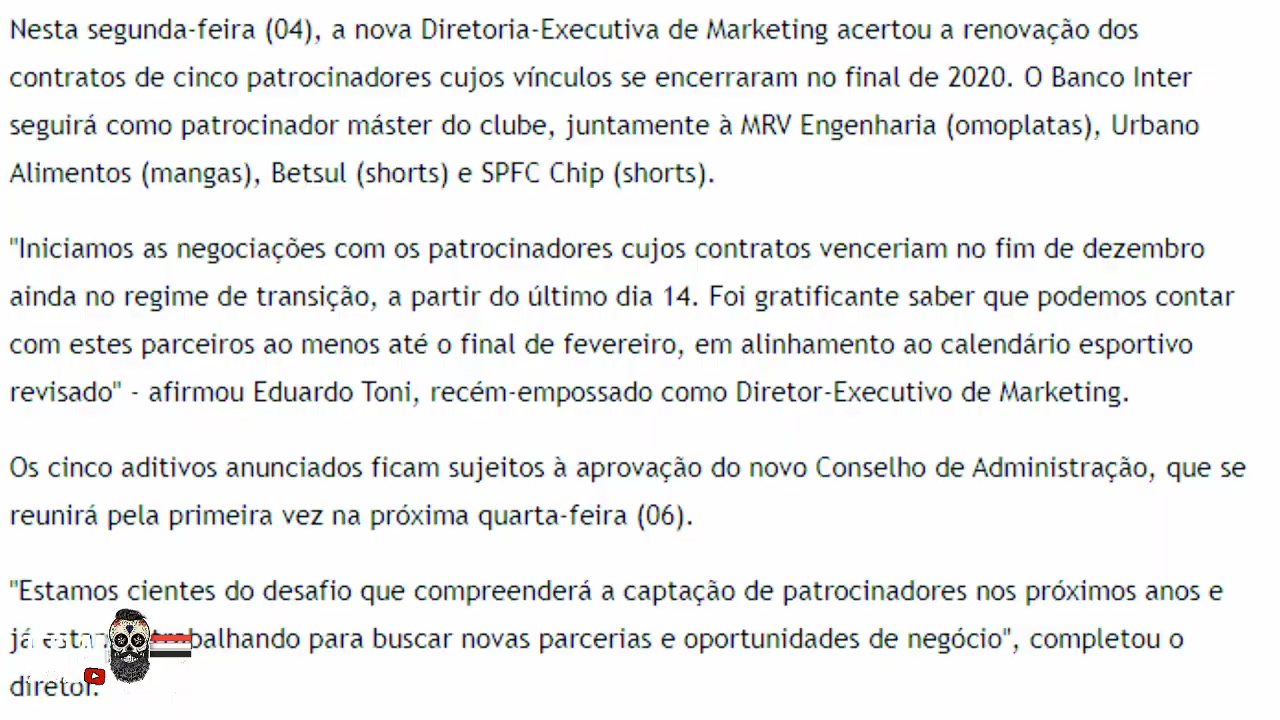 Nesta segunda-feira (04), a nova Diretoria-Executiva de Marketing acertou a renovação dos
contratos de cinco patrocinadores cujos vínculos se encerraram no final de 2020. O Banco Inter
seguirá como patrocinador máster do clube, juntamente à MRV Engenharia (omoplatas), Urbano
Alimentos (mangas), Betsul (shorts) e SPFC Chip (shorts).
"Iniciamos as negociações com os patrocinadores cujos contratos venceriam no fim de dezembro
ainda no regime de transição, a partir do último dia 14. Foi gratificante saber que podemos contar
com estes parceiros ao menos até o final de fevereiro, em alinhamento ao calendário esportivo
revisado" - afirmou Eduardo Toni, recém-empossado como Diretor-Executivo de Marketing.
Os cinco aditivos anunciados ficam sujeitos à aprovação do novo Conselho de Administração, que se
reunirá pela primeira vez na próxima quarta-feira (06).
"Estamos cientes do desafio que compreenderá a captação de patrocinadores nos próximos anos e
já trabalhando para buscar novas parcerias e oportunidades de negócio", completou o
diretor.